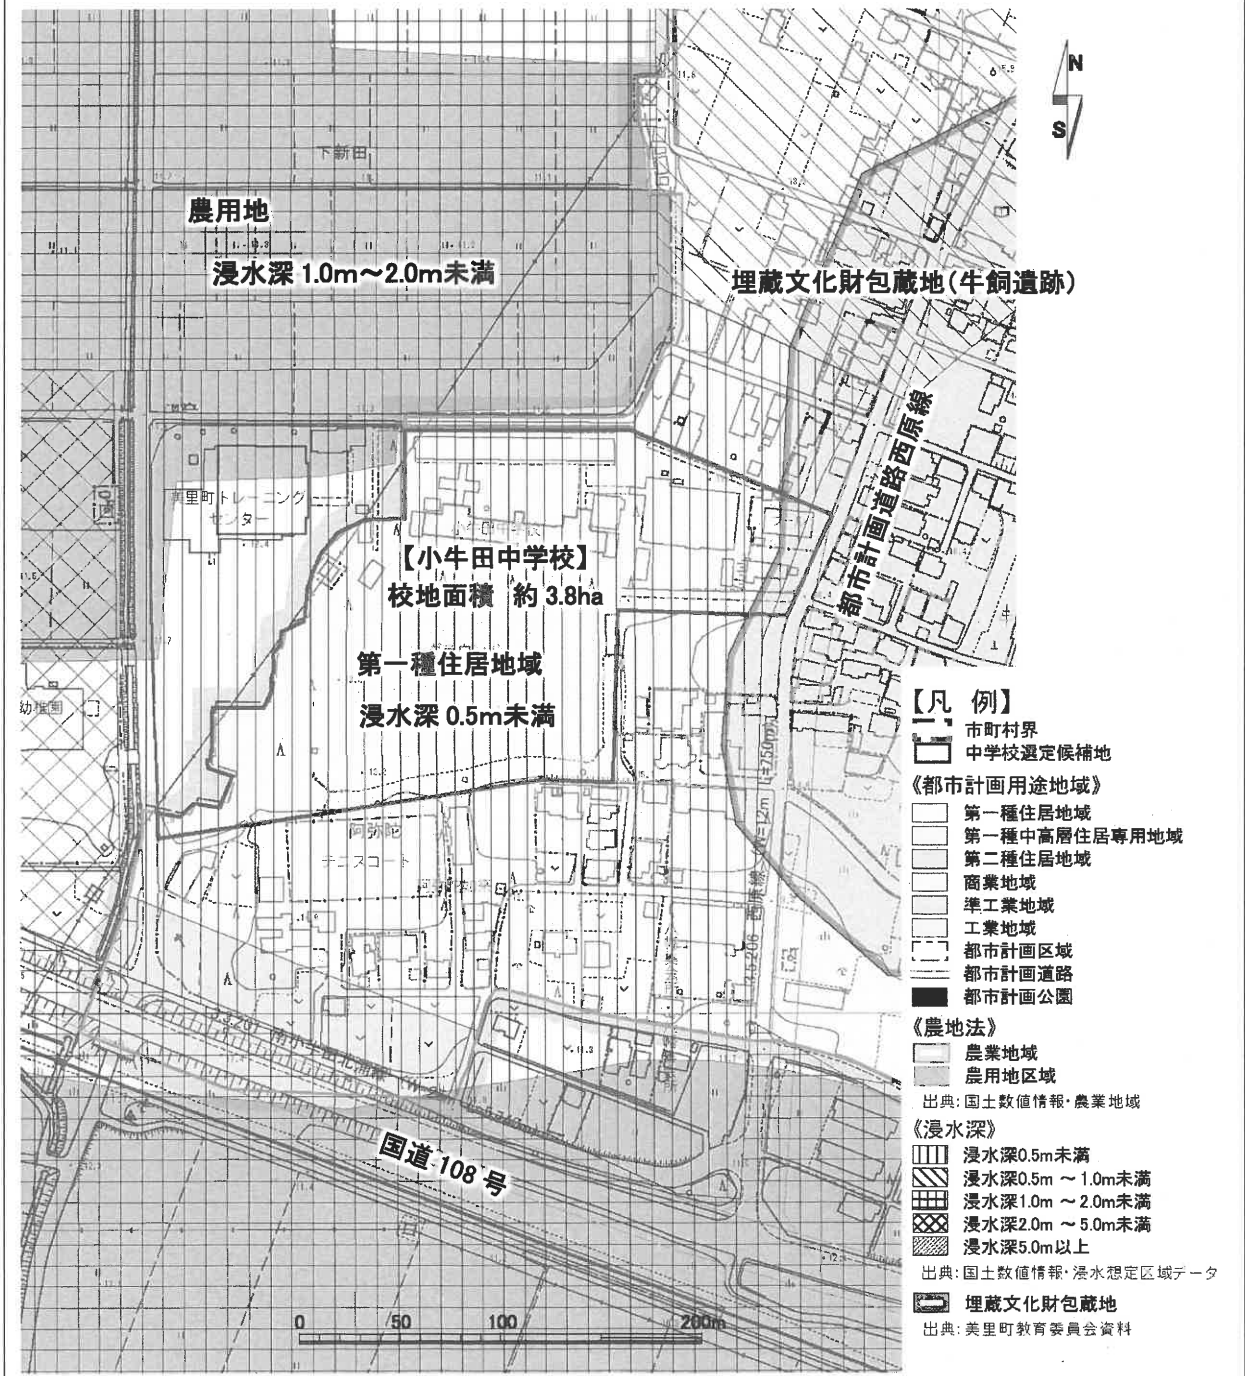 N
S
下新田
農用地
浸水深 1.0m～2.0m未満
埋蔵文化財包蔵地（牛飼遺跡）
都市計画道路西原線
美里町トレーニング
センター
小牛田中学校
【小牛田中学校】
校地面積 約 3.8ha
第一種住居地域
浸水深 0.5m未満
幼稚園
阿弥陀
テニスコート
国道 108 号
0 50 100 200m
【凡 例】
市町村界
中学校選定候補地
《都市計画用途地域》
第一種住居地域
第一種中高層住居専用地域
第二種住居地域
商業地域
準工業地域
工業地域
都市計画区域
都市計画道路
都市計画公園
《農地法》
農業地域
農用地区域
出典：国土数値情報・農業地域
《浸水深》
浸水深0.5m未満
浸水深0.5m ～ 1.0m未満
浸水深1.0m ～ 2.0m未満
浸水深2.0m ～ 5.0m未満
浸水深5.0m以上
出典：国土数値情報・浸水想定区域データ
埋蔵文化財包蔵地
出典：美里町教育委員会資料